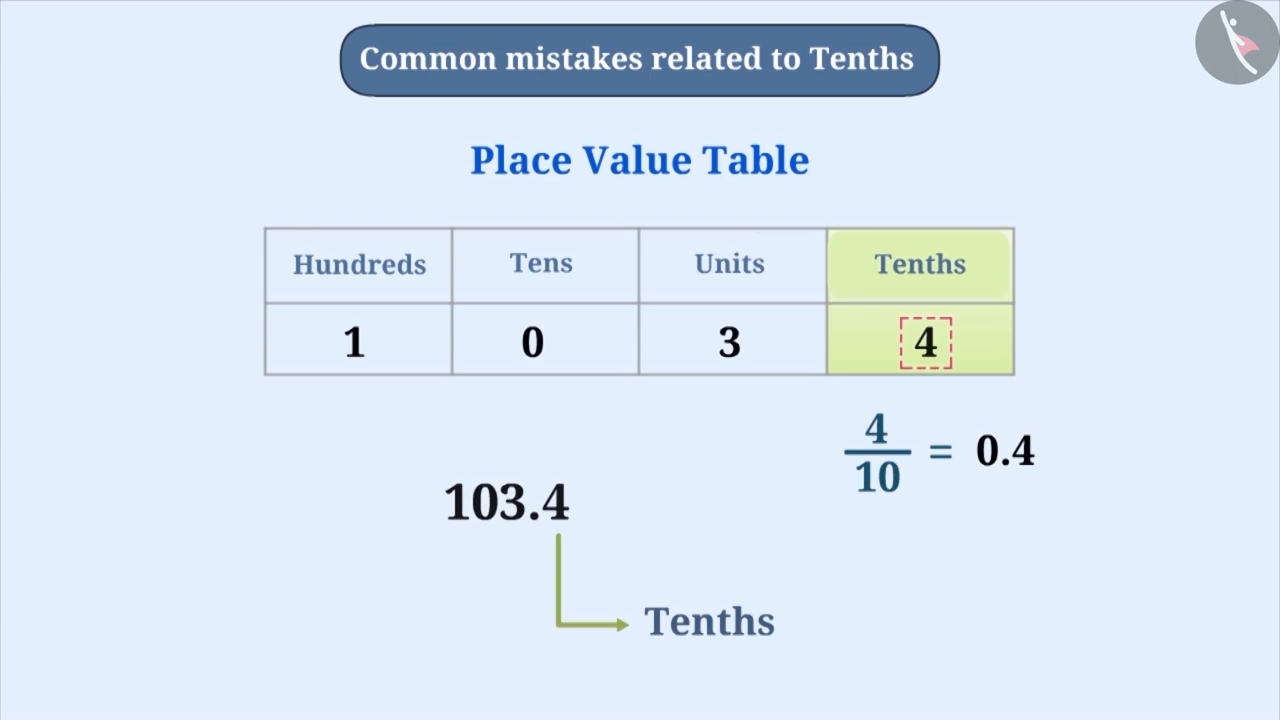 Common mistakes related to Tenths
Place Value Table
Hundreds Tens Units Tenths
1 0 3 4
4/10 = 0.4
103.4
Tenths